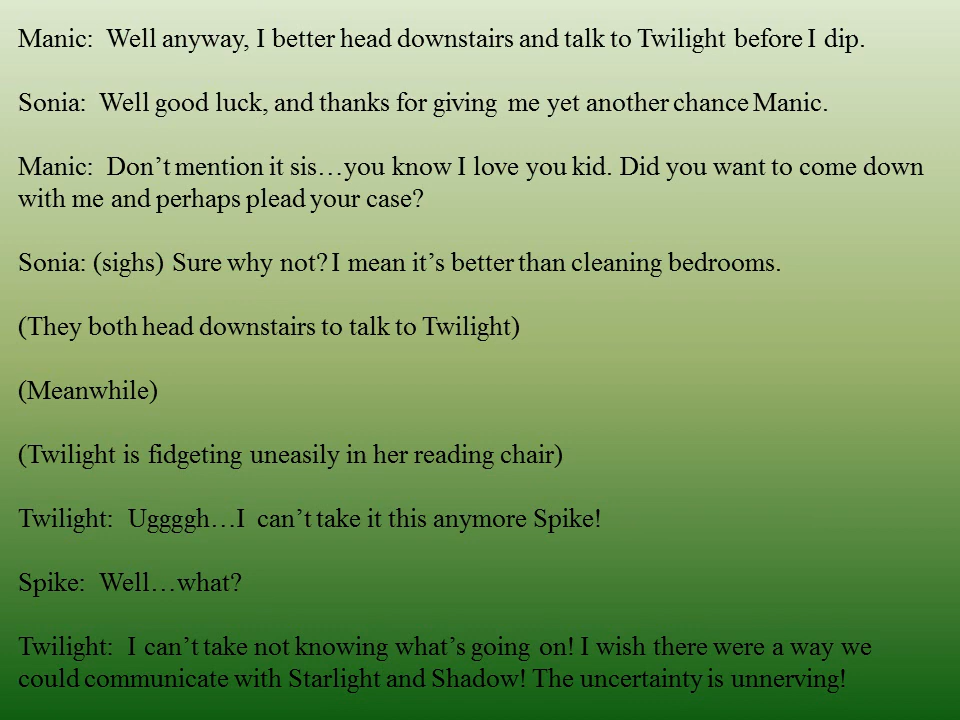 Manic:  Well anyway, I better head downstairs and talk to Twilight before I dip.
Sonia:  Well good luck, and thanks for giving  me yet another chance Manic.
Manic:  Don’t mention it sis…you know I love you kid. Did you want to come down
with me and perhaps plead your case?
Sonia: (sighs) Sure why not? I mean it’s better than cleaning bedrooms.
(They both head downstairs to talk to Twilight)
(Meanwhile)
(Twilight is fidgeting uneasily in her reading chair)
Twilight:  Uggggh…I  can’t take it this anymore Spike!
Spike:  Well…what?
Twilight:  I can’t take not knowing what’s going on! I wish there were a way we
could communicate with Starlight and Shadow! The uncertainty is unnerving!